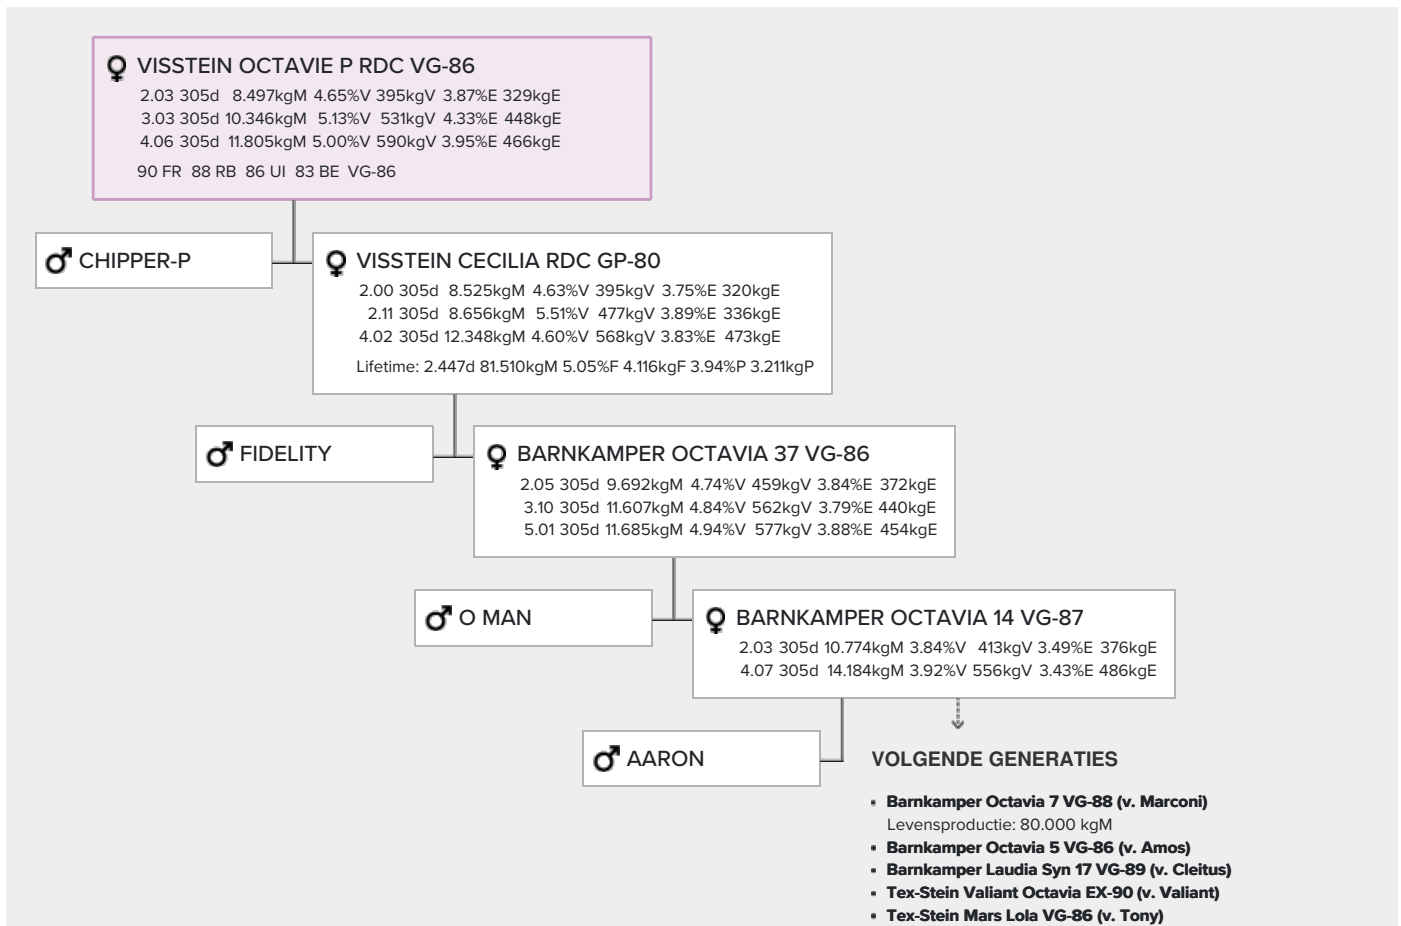 VISSTEIN OCTAVIE P RDC VG-86
2.03 305d 8.497kgM 4.65%V 395kgV 3.87%E 329kgE
3.03 305d 10.346kgM 5.13%V 531kgV 4.33%E 448kgE
4.06 305d 11.805kgM 5.00%V 590kgV 3.95%E 466kgE
90 FR 88 RB 86 UI 83 BE VG-86
CHIPPER-P
VISSTEIN CECILIA RDC GP-80
2.00 305d 8.525kgM 4.63%V 395kgV 3.75%E 320kgE
2.11 305d 8.656kgM 5.51%V 477kgV 3.89%E 336kgE
4.02 305d 12.348kgM 4.60%V 568kgV 3.83%E 473kgE
Lifetime: 2.447d 81.510kgM 5.05%F 4.116kgF 3.94%P 3.211kgP
FIDELITY
BARNKAMPER OCTAVIA 37 VG-86
2.05 305d 9.692kgM 4.74%V 459kgV 3.84%E 372kgE
3.10 305d 11.607kgM 4.84%V 562kgV 3.79%E 440kgE
5.01 305d 11.685kgM 4.94%V 577kgV 3.88%E 454kgE
O MAN
BARNKAMPER OCTAVIA 14 VG-87
2.03 305d 10.774kgM 3.84%V 413kgV 3.49%E 376kgE
4.07 305d 14.184kgM 3.92%V 556kgV 3.43%E 486kgE
AARON
VOLGENDE GENERATIES
Barnkamper Octavia 7 VG-88 (v. Marconi)
Levensproductie: 80.000 kgM
Barnkamper Octavia 5 VG-86 (v. Amos)
Barnkamper Laudia Syn 17 VG-89 (v. Cleitus)
Tex-Stein Valiant Octavia EX-90 (v. Valiant)
Tex-Stein Mars Lola VG-86 (v. Tony)